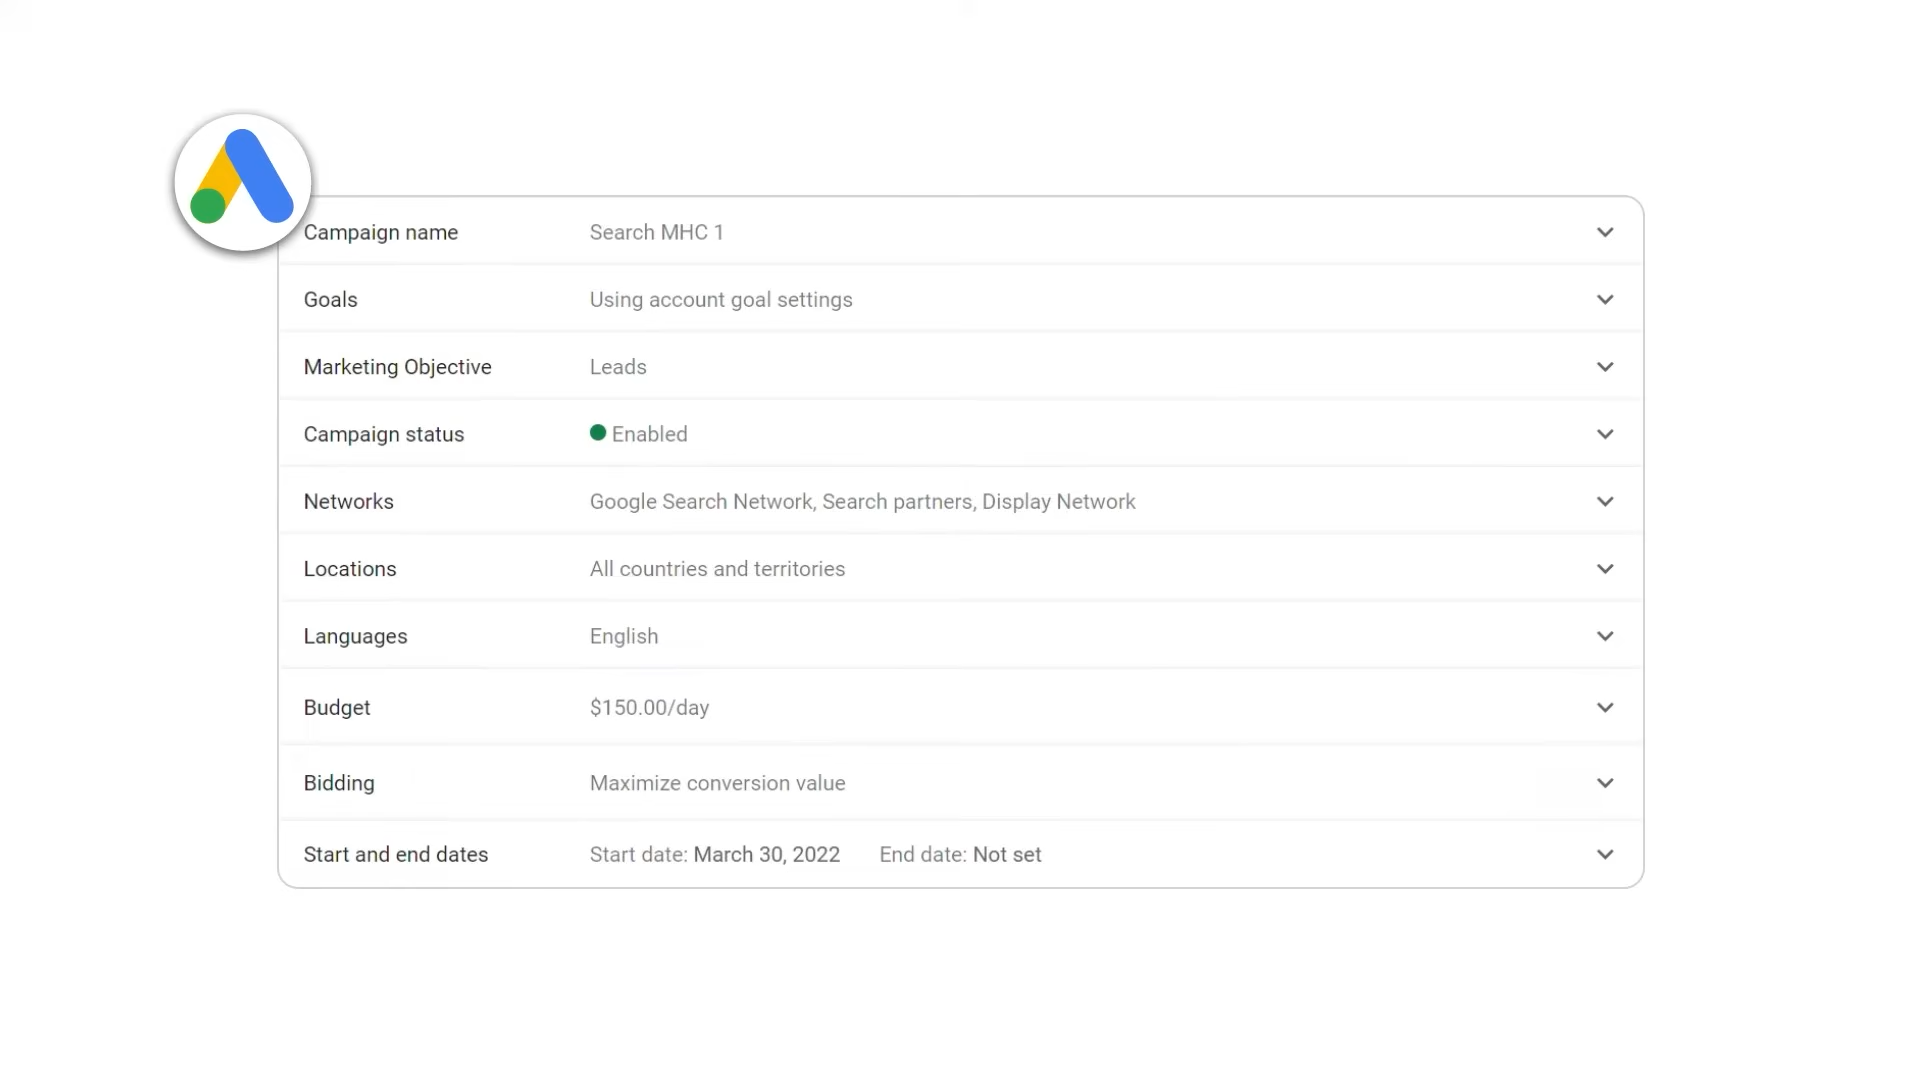 Campaign name Search MHC 1
Goals Using account goal settings
Marketing Objective Leads
Campaign status Enabled
Networks Google Search Network, Search partners, Display Network
Locations All countries and territories
Languages English
Budget $150.00/day
Bidding Maximize conversion value
Start and end dates Start date: March 30, 2022 End date: Not set